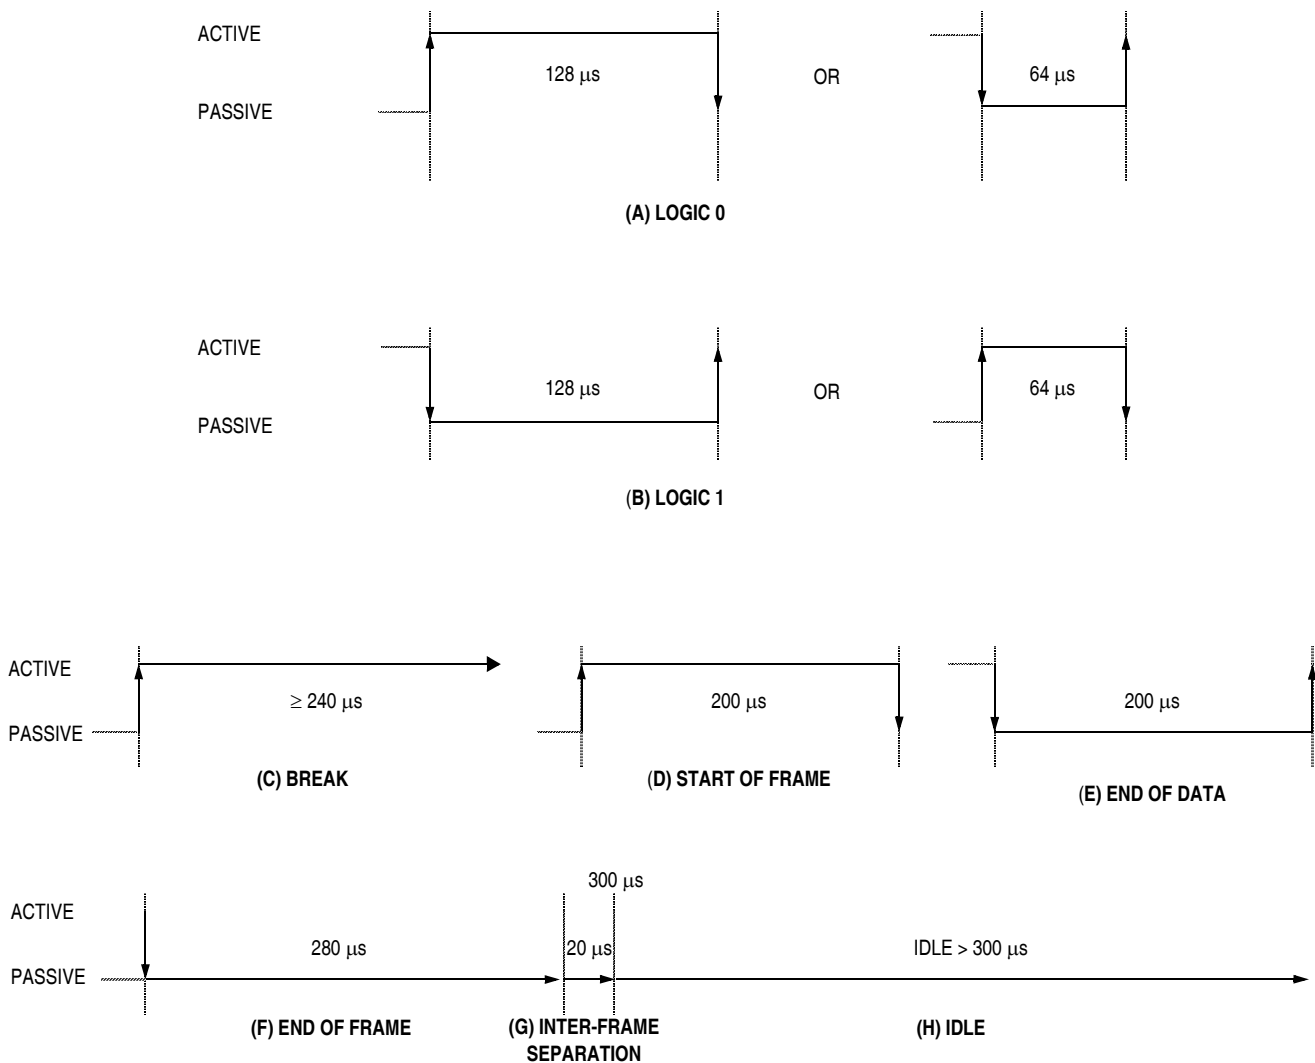 ACTIVE
128 µs
OR
64 µs
PASSIVE
(A) LOGIC 0
ACTIVE
128 µs
OR
64 µs
PASSIVE
(B) LOGIC 1
ACTIVE
≥ 240 µs
200 µs
200 µs
PASSIVE
(C) BREAK
(D) START OF FRAME
(E) END OF DATA
300 µs
ACTIVE
280 µs
20 µs
IDLE > 300 µs
PASSIVE
(F) END OF FRAME
(G) INTER-FRAME
SEPARATION
(H) IDLE